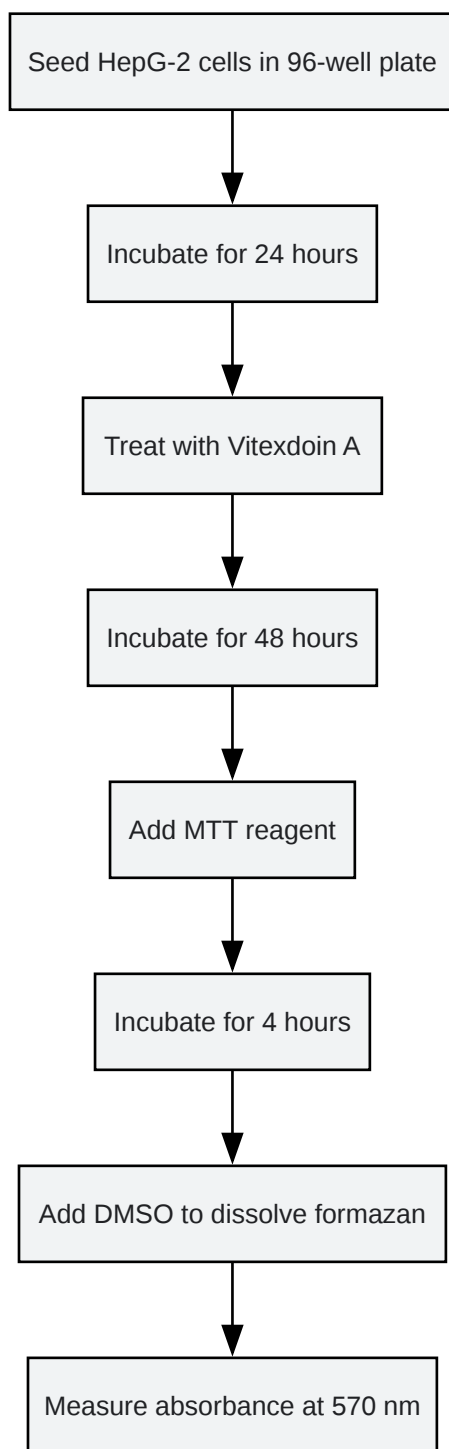 Seed HepG-2 cells in 96-well plate
Incubate for 24 hours
Treat with Vitexdoin A
Incubate for 48 hours
Add MTT reagent
Incubate for 4 hours
Add DMSO to dissolve formazan
Measure absorbance at 570 nm